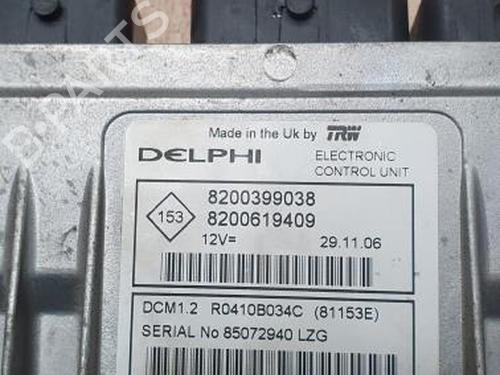 B-PARTS
Made in the Uk by TRW
DELPHI
ELECTRONIC
CONTROL UNIT
153
8200399038
8200619409
12V=
29.11.06
DCM1.2 R0410B034C (81153E)
SERIAL No 85072940 LZG